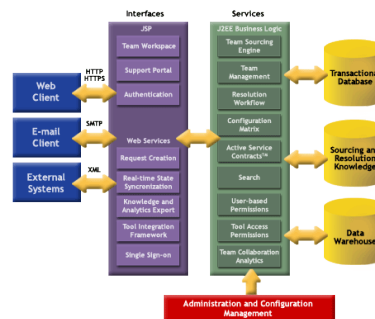 Interfaces
Services
JSP
J2EE Business Logic
Team Workspace
Support Portal
Authentication
Web Services
Request Creation
Real-time State
Syncronization
Knowledge and
Analytics Export
Tool Integration
Framework
Single Sign-on
Team Sourcing
Engine
Team
Management
Resolution
Workflow
Configuration
Matrix
Active Service
Contracts™
Search
User-based
Permissions
Tool Access
Permissions
Team Collaboration
Analytics
Web
Client
HTTP
HTTPS
E-mail
Client
SMTP
External
Systems
XML
Transactiona
Database
Sourcing and
Resolution
Knowledge
Data
Warehouse
Administration and Configuration
Management